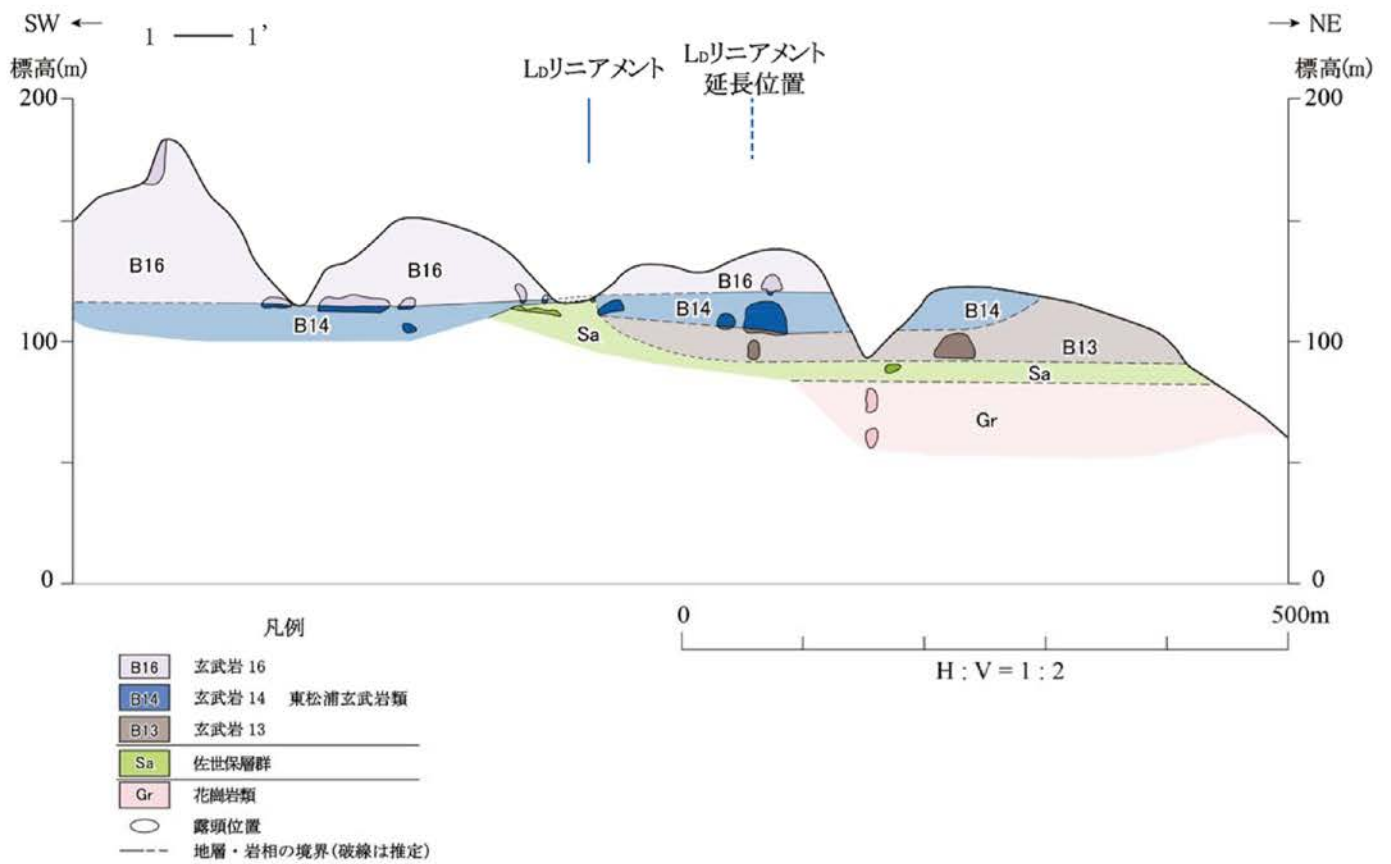 SW ← → NE
1 — 1'
標高(m) 標高(m)
LDリニアメント
LDリニアメント
延長位置
200 200
B16
B16
B16
B14
B14
B14
B13
100 100
Sa
Sa
Gr
0 0
0 500m
H : V = 1 : 2
凡例
B16 玄武岩 16
B14 玄武岩 14 東松浦玄武岩類
B13 玄武岩 13
Sa 佐世保層群
Gr 花崗岩類
露頭位置
地層・岩相の境界(破線は推定)